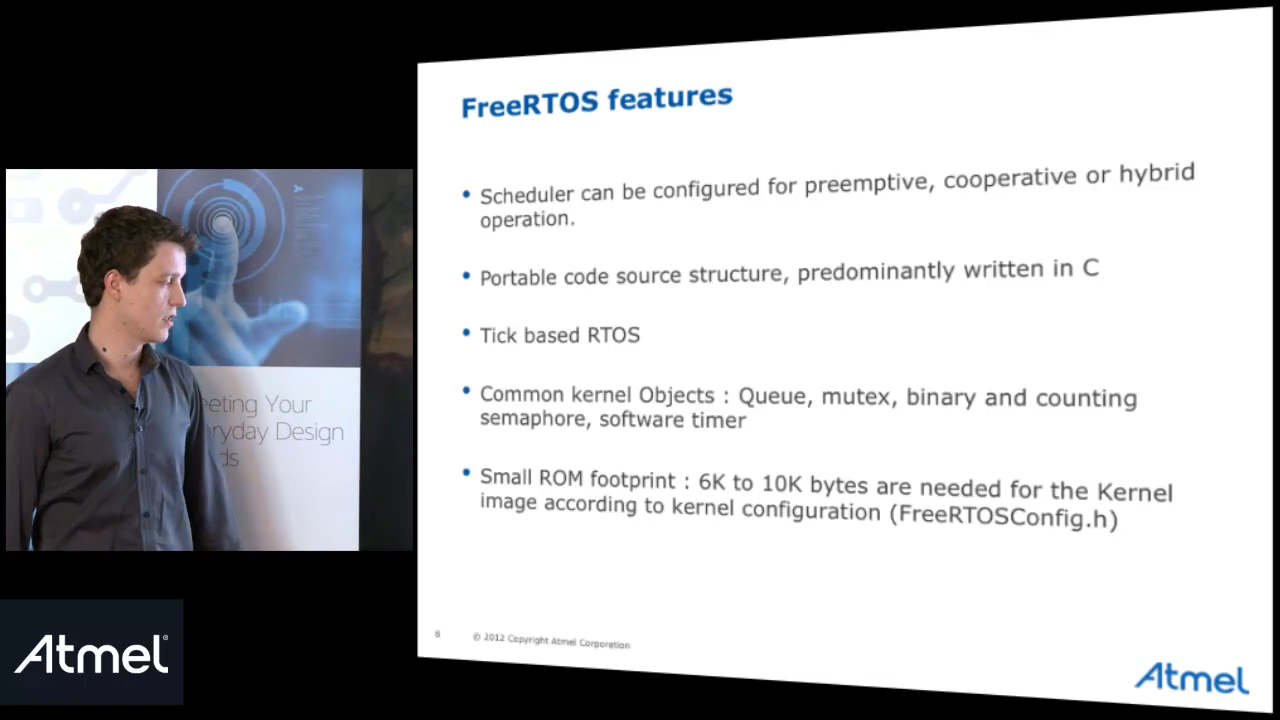 FreeRTOS features
• Scheduler can be configured for preemptive, cooperative or hybrid
operation.
• Portable code source structure, predominantly written in C
• Tick based RTOS
• Common kernel Objects : Queue, mutex, binary and counting
semaphore, software timer
• Small ROM footprint : 6K to 10K bytes are needed for the Kernel
image according to kernel configuration (FreeRTOSConfig.h)
8 © 2012 Copyright Atmel Corporation
Atmel
eeting Your
ryday Design
ds
Atmel®